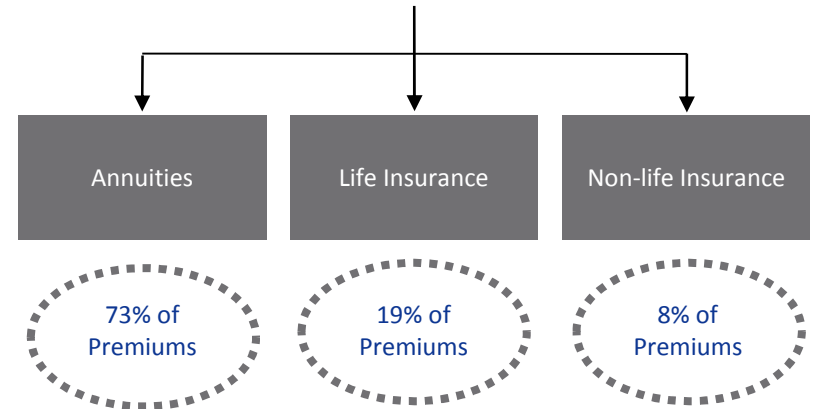 Annuities
Life Insurance
Non-life Insurance
73% of
Premiums
19% of
Premiums
8% of
Premiums